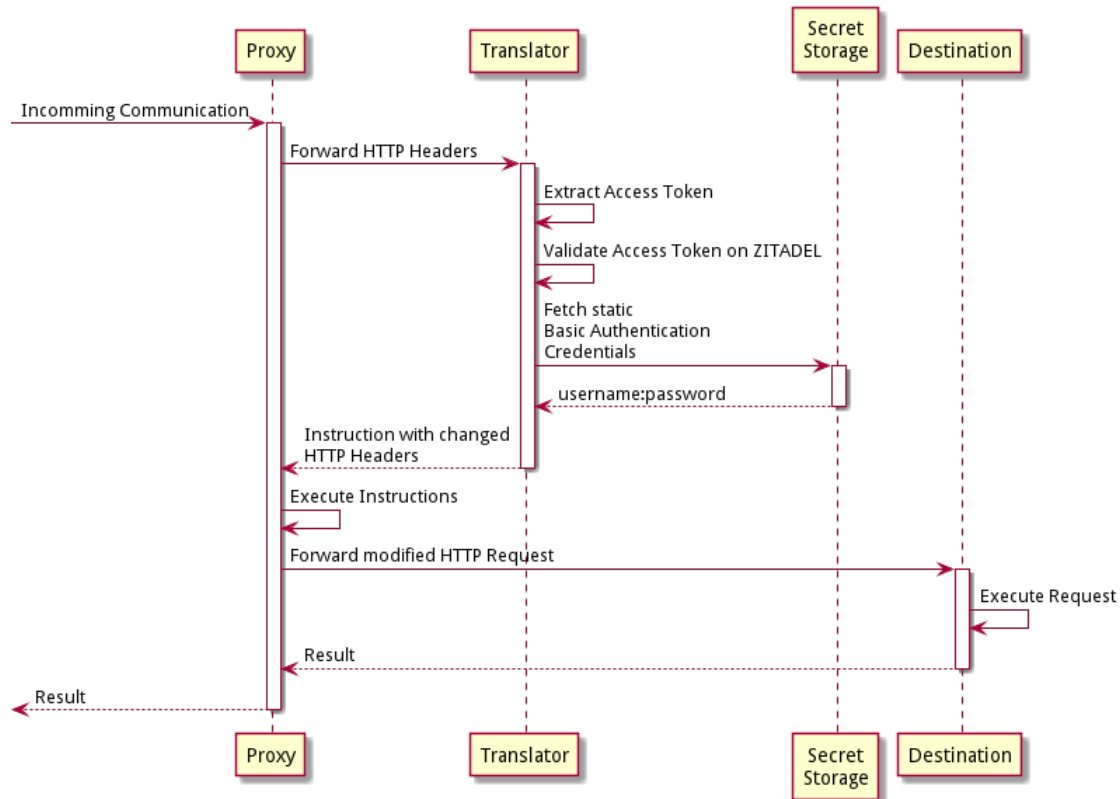 Proxy
Translator
Secret
Storage
Destination
Incomming Communication
Forward HTTP Headers
Extract Access Token
Validate Access Token on ZITADEL
Fetch static
Basic Authentication
Credentials
username:password
Instruction with changed
HTTP Headers
Execute Instructions
Forward modified HTTP Request
Execute Request
Result
Result
Proxy
Translator
Secret
Storage
Destination